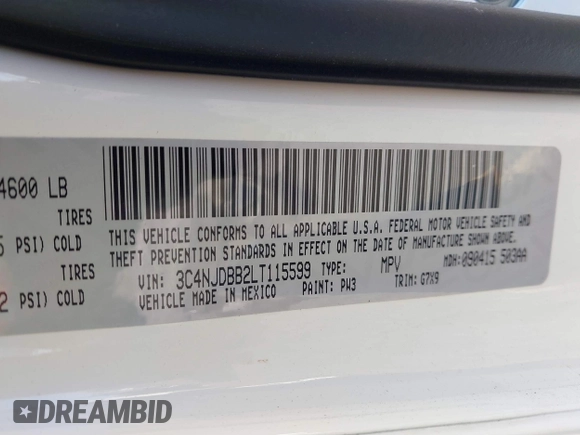 4600 LB
TIRES
5 PSI) COLD
TIRES
2 PSI) COLD
THIS VEHICLE CONFORMS TO ALL APPLICABLE U.S.A. FEDERAL MOTOR VEHICLE SAFETY AND
THEFT PREVENTION STANDARDS IN EFFECT ON THE DATE OF MANUFACTURE SHOWN ABOVE.
VIN: 3C4NJDBB2LT115599 TYPE: MPV MDH: 090415 503AA
VEHICLE MADE IN MEXICO PAINT: PW3 TRIM: G7X9
DREAMBID